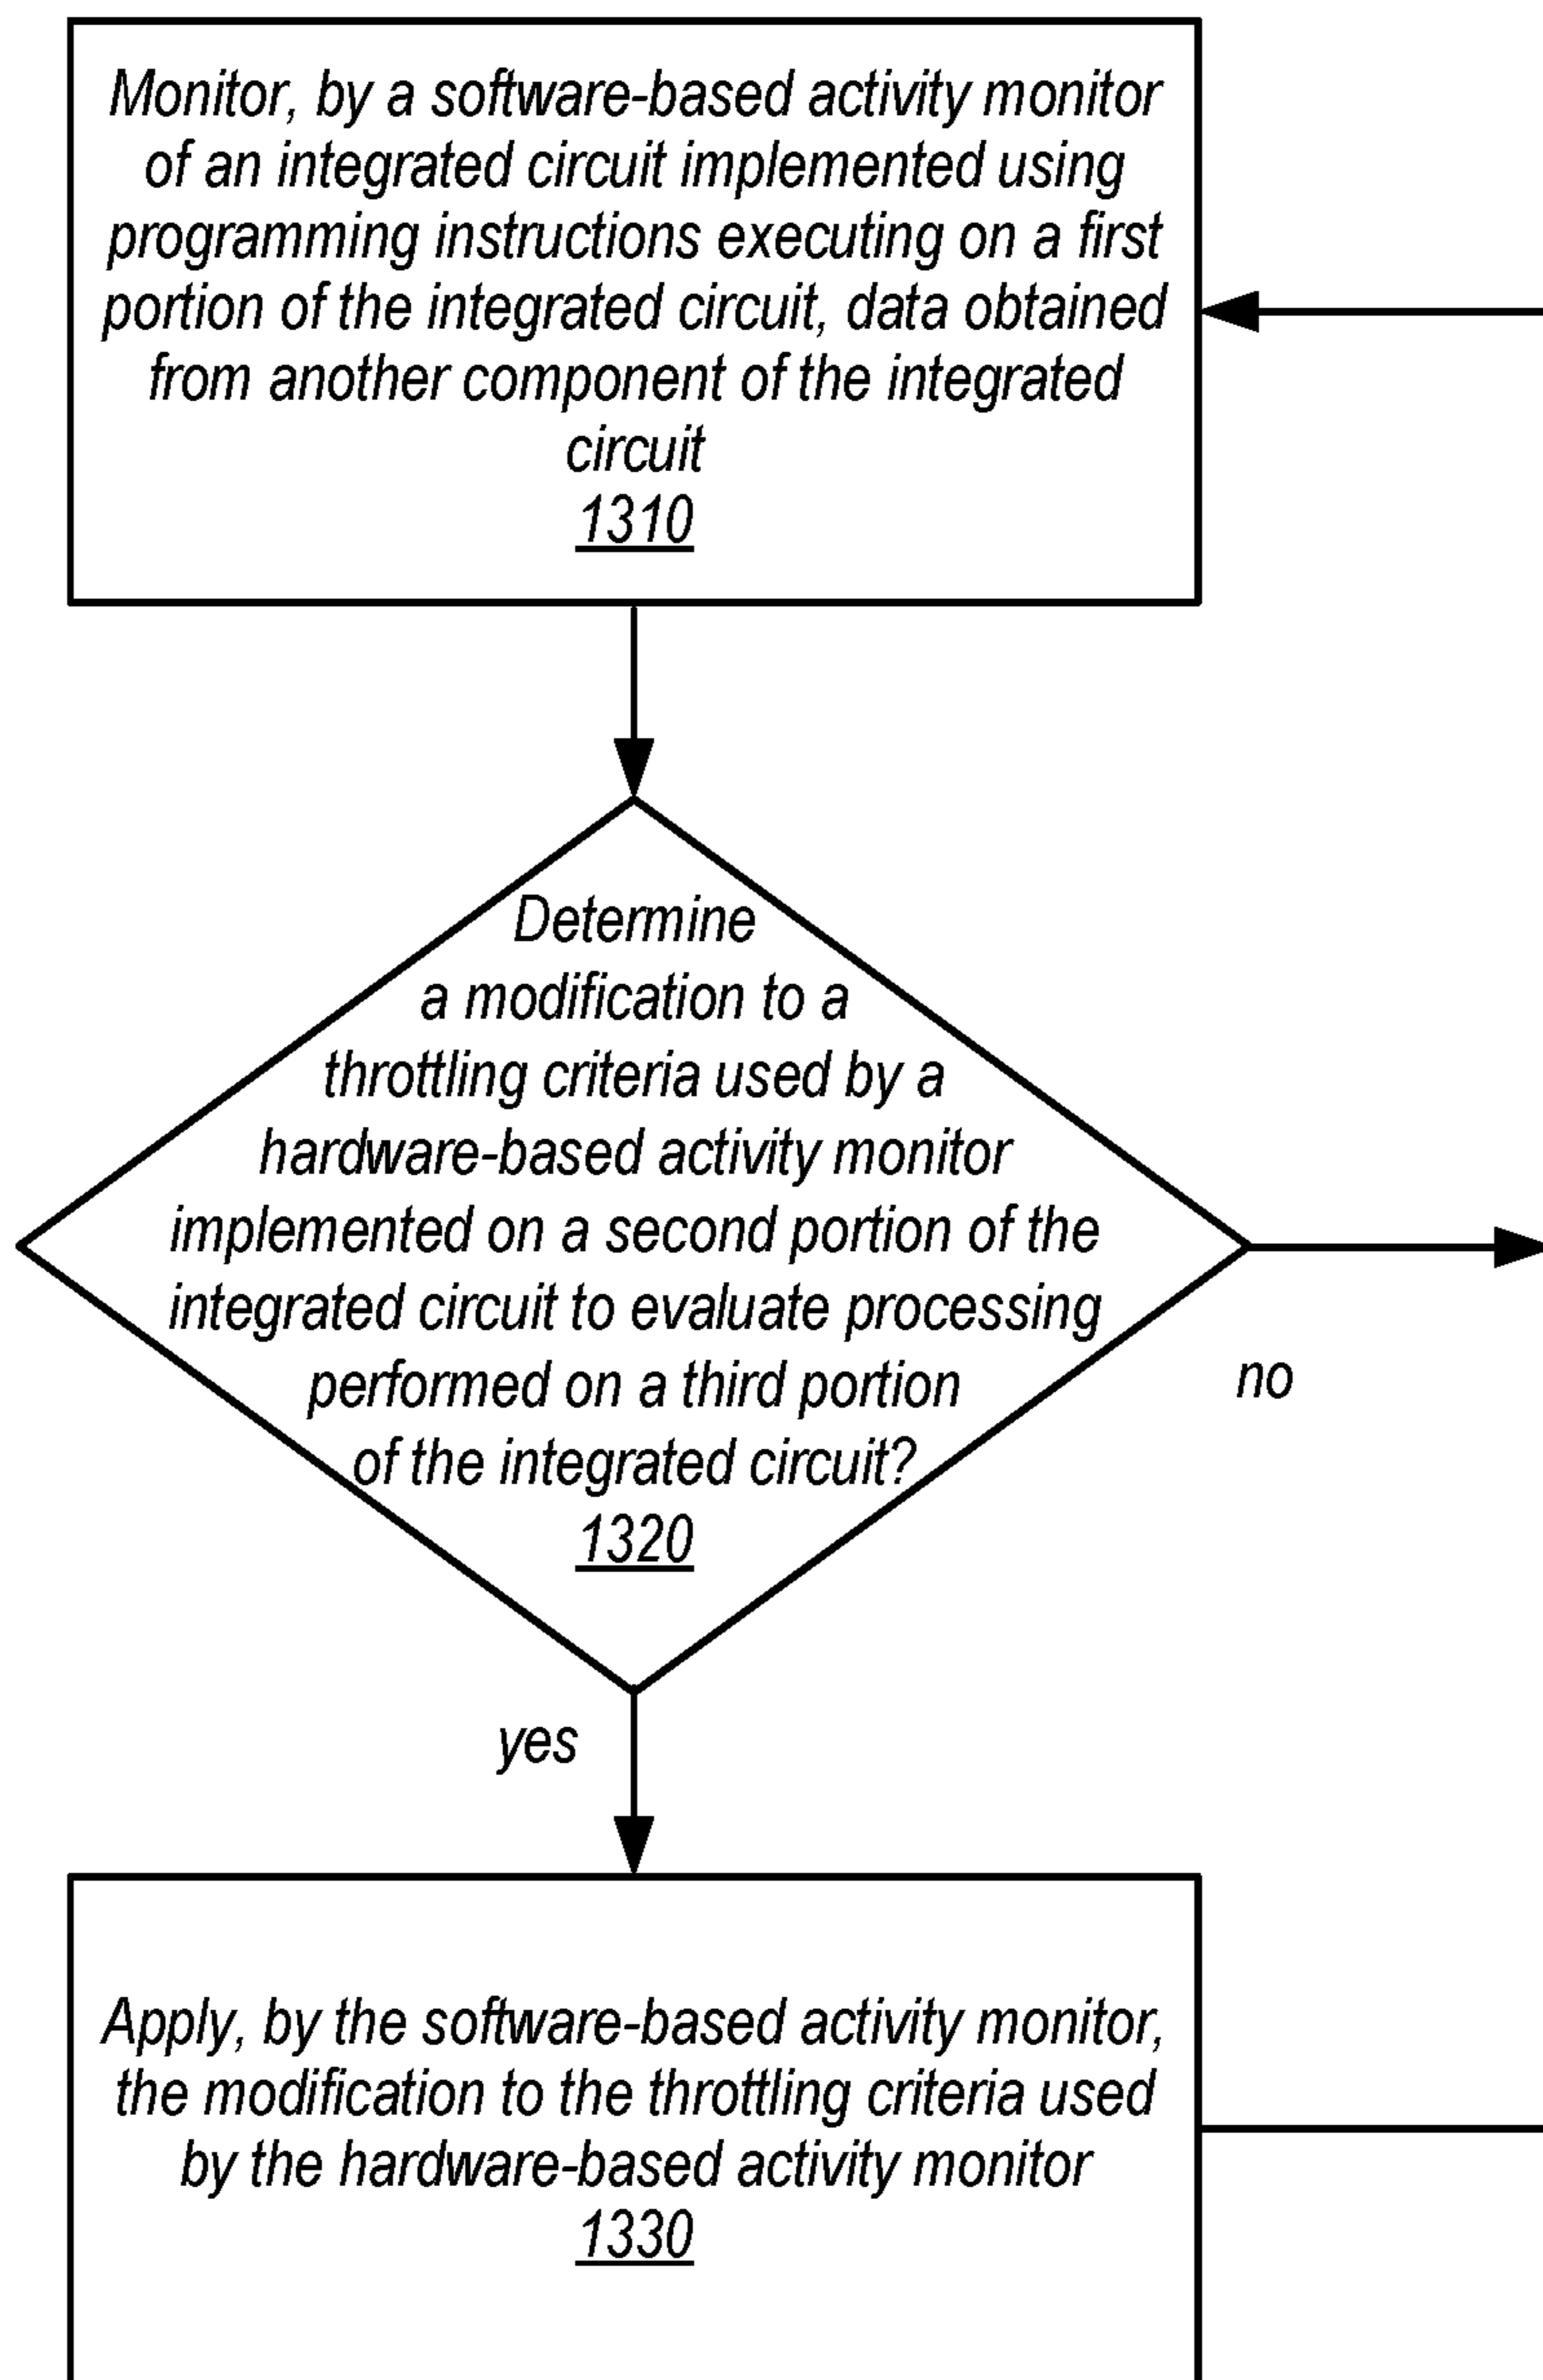 Monitor, by a software-based activity monitor
of an integrated circuit implemented using
programming instructions executing on a first
portion of the integrated circuit, data obtained
from another component of the integrated
circuit
1310
Determine
a modification to a
throttling criteria used by a
hardware-based activity monitor
implemented on a second portion of the
integrated circuit to evaluate processing
performed on a third portion
of the integrated circuit?
1320
no
yes
Apply, by the software-based activity monitor,
the modification to the throttling criteria used
by the hardware-based activity monitor
1330